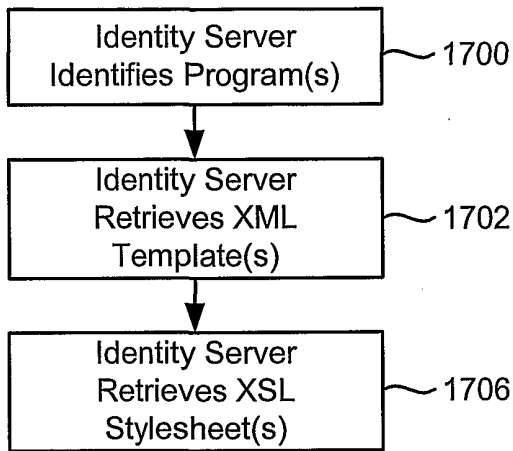 Identity Server
Identifies Program(s)
1700
Identity Server
Retrieves XML
Template(s)
1702
Identity Server
Retrieves XSL
Stylesheet(s)
1706